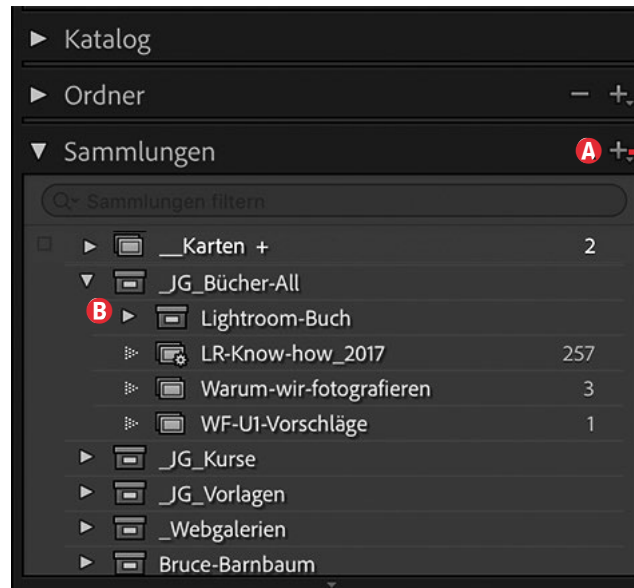 Katalog
Ordner
Sammlungen A
Sammlungen filtern
__Karten + 2
_JG_Bücher-All
B Lightroom-Buch
LR-Know-how_2017 257
Warum-wir-fotografieren 3
WF-U1-Vorschläge 1
_JG_Kurse
_JG_Vorlagen
_Webgalerien
Bruce-Barnbaum